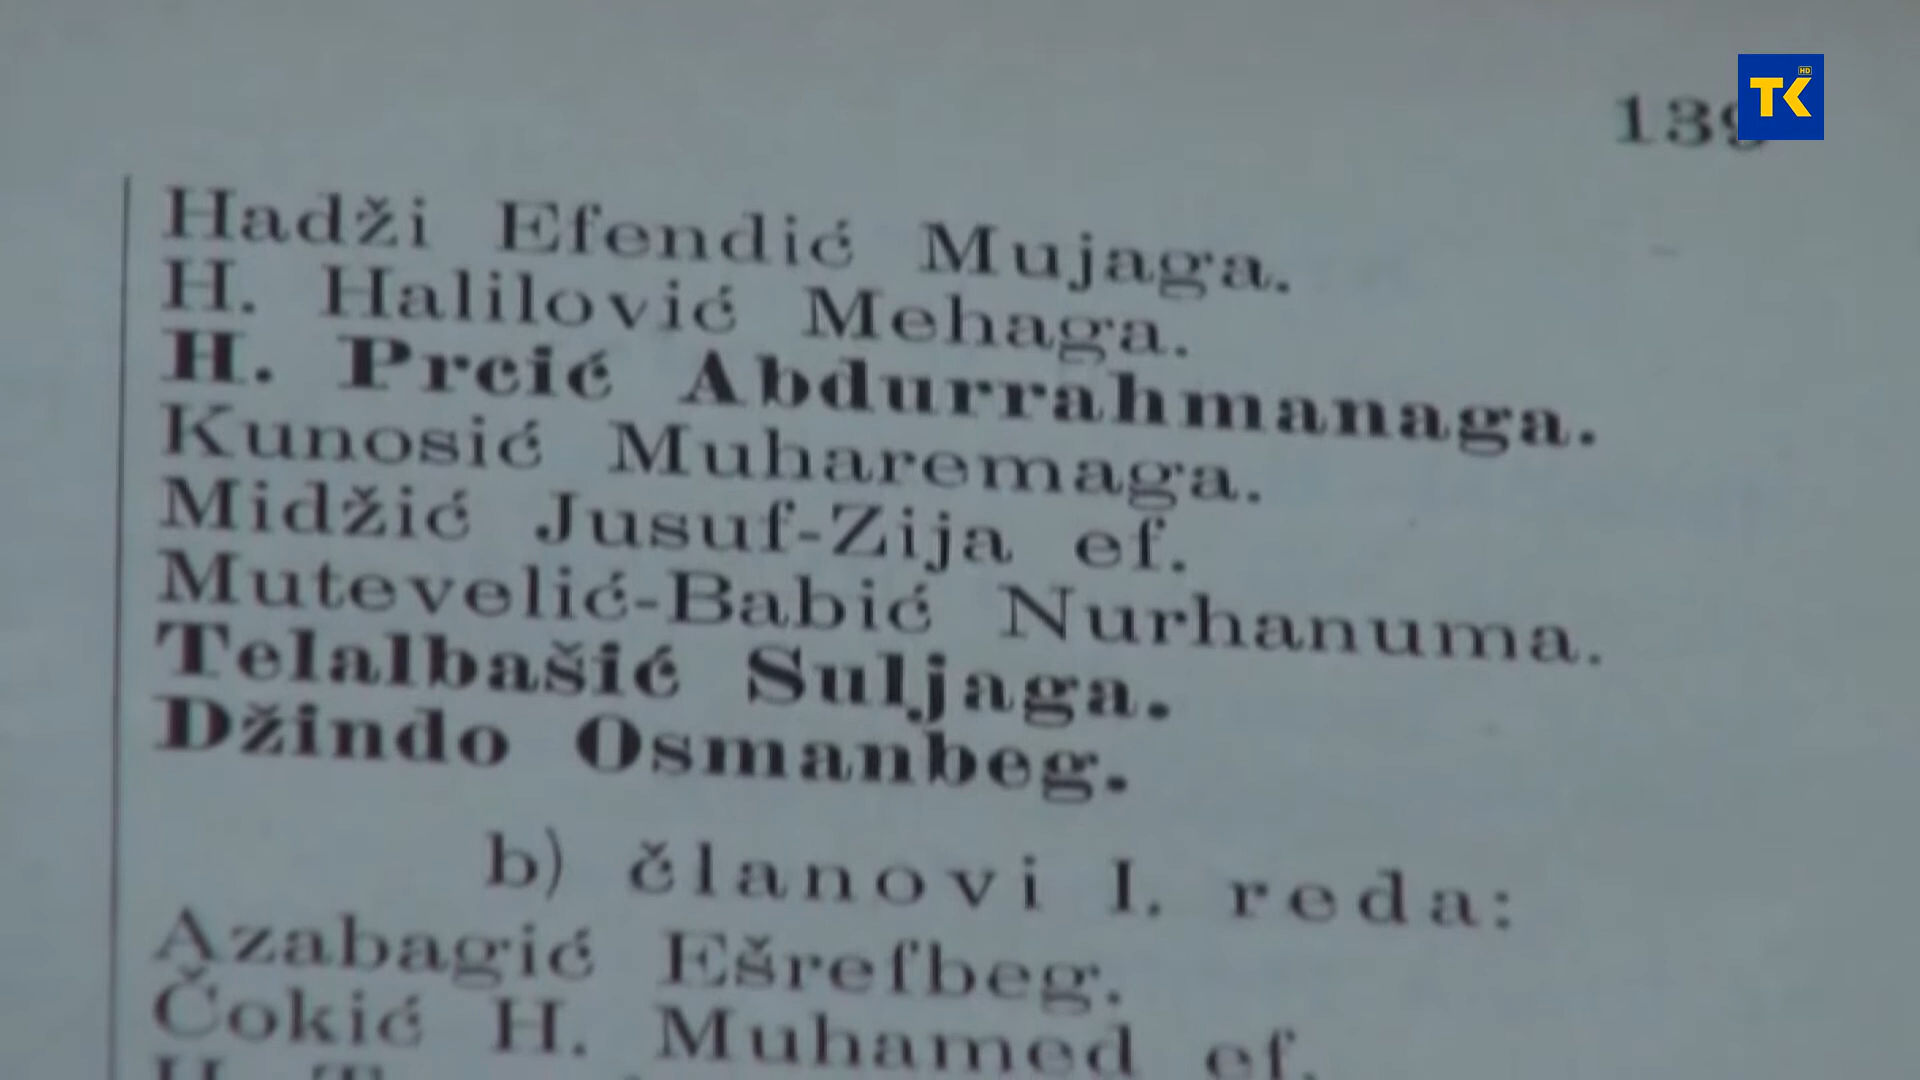 139
TK HD
Hadži Efendić Mujaga.
H. Halilović Mehaga.
H. Prcić Abdurrahmanaga.
Kunosić Muharemaga.
Midžić Jusuf-Zija ef.
Mutevelić-Babić Nurhanuma.
Telalbašić Suljaga.
Džindo Osmanbeg.
b) članovi I. reda:
Azabagić Ešrefbeg.
Čokić H. Muhamed ef.